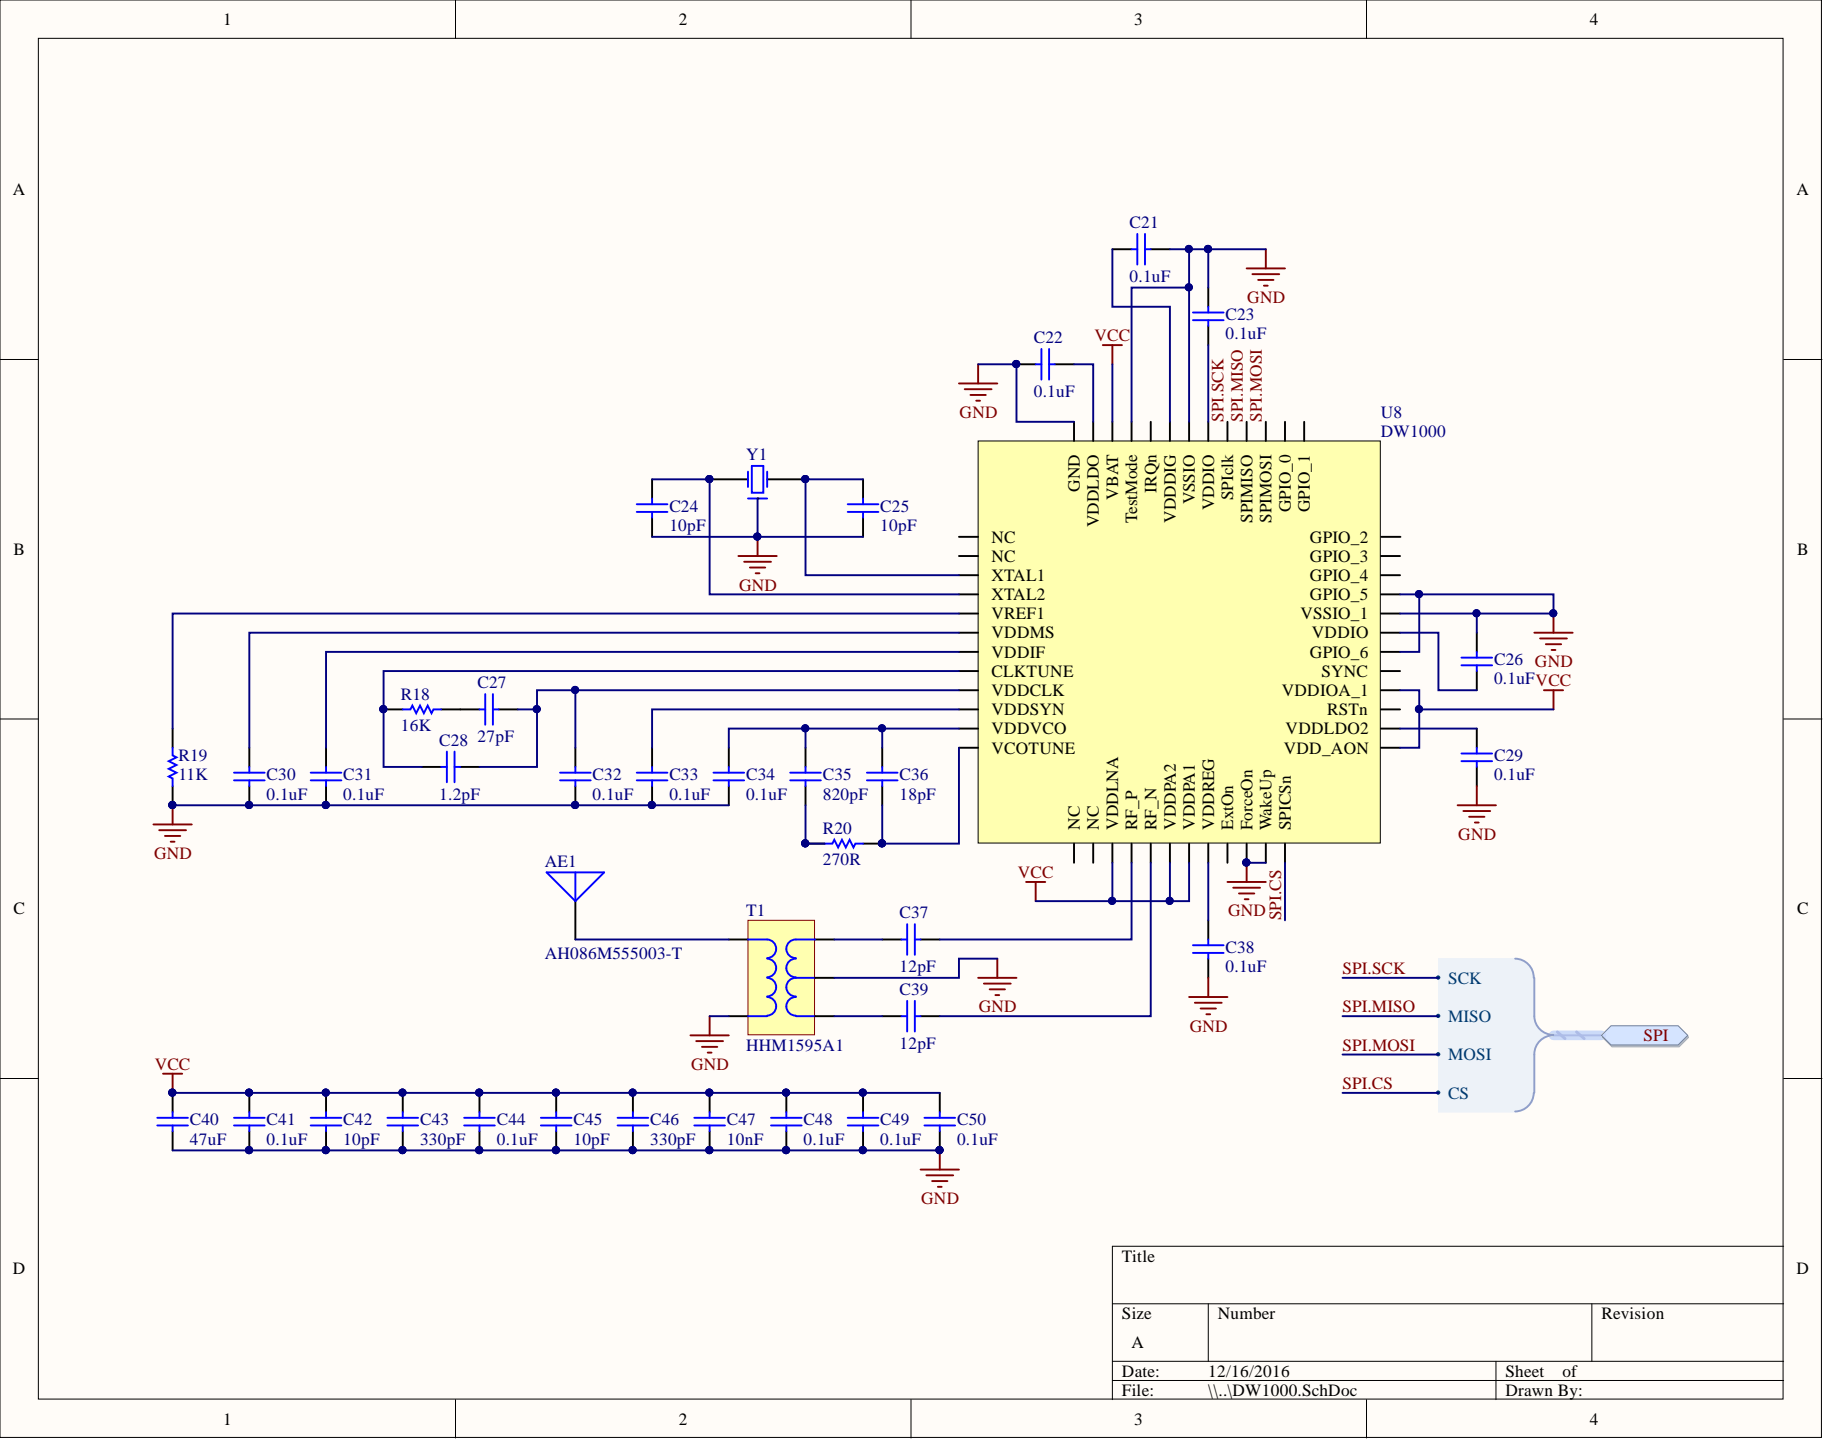 1
2
3
4
A
A
B
B
C
C
D
D
C21
0.1uF
GND
C23
0.1uF
C22
0.1uF
VCC
GND
SPI.SCK
SPI.MISO
SPI.MOSI
U8
DW1000
Y1
C24
10pF
C25
10pF
GND
GND
VDDLDO
VBAT
TestMode
IRQn
VDDDIG
VSSIO
VDDIO
SPIclk
SPIMISO
SPIMOSI
GPIO_0
GPIO_1
NC
NC
XTAL1
XTAL2
VREF1
VDDMS
VDDIF
CLKTUNE
VDDCLK
VDDSYN
VDDVCO
VCOTUNE
GPIO_2
GPIO_3
GPIO_4
GPIO_5
VSSIO_1
VDDIO
GPIO_6
SYNC
VDDIOA_1
RSTn
VDDLDO2
VDD_AON
NC
NC
VDDLNA
RF_P
RF_N
VDDPA2
VDDPA1
VDDREG
ExtOn
ForceOn
WakeUp
SPICSn
C26
0.1uF
GND
VCC
C29
0.1uF
GND
R18
16K
C27
27pF
C28
1.2pF
R19
11K
C30
0.1uF
C31
0.1uF
C32
0.1uF
C33
0.1uF
C34
0.1uF
C35
820pF
C36
18pF
R20
270R
GND
AE1
AH086M555003-T
T1
HHM1595A1
GND
C37
12pF
GND
C39
12pF
VCC
GND
SPI.CS
C38
0.1uF
GND
SPI.SCK
SCK
SPI.MISO
MISO
SPI.MOSI
MOSI
SPI.CS
CS
SPI
VCC
C40
47uF
C41
0.1uF
C42
10pF
C43
330pF
C44
0.1uF
C45
10pF
C46
330pF
C47
10nF
C48
0.1uF
C49
0.1uF
C50
0.1uF
GND
Title
Size
A
Number
Revision
Date: 12/16/2016
Sheet of
File: \\..\DW1000.SchDoc
Drawn By:
1
2
3
4